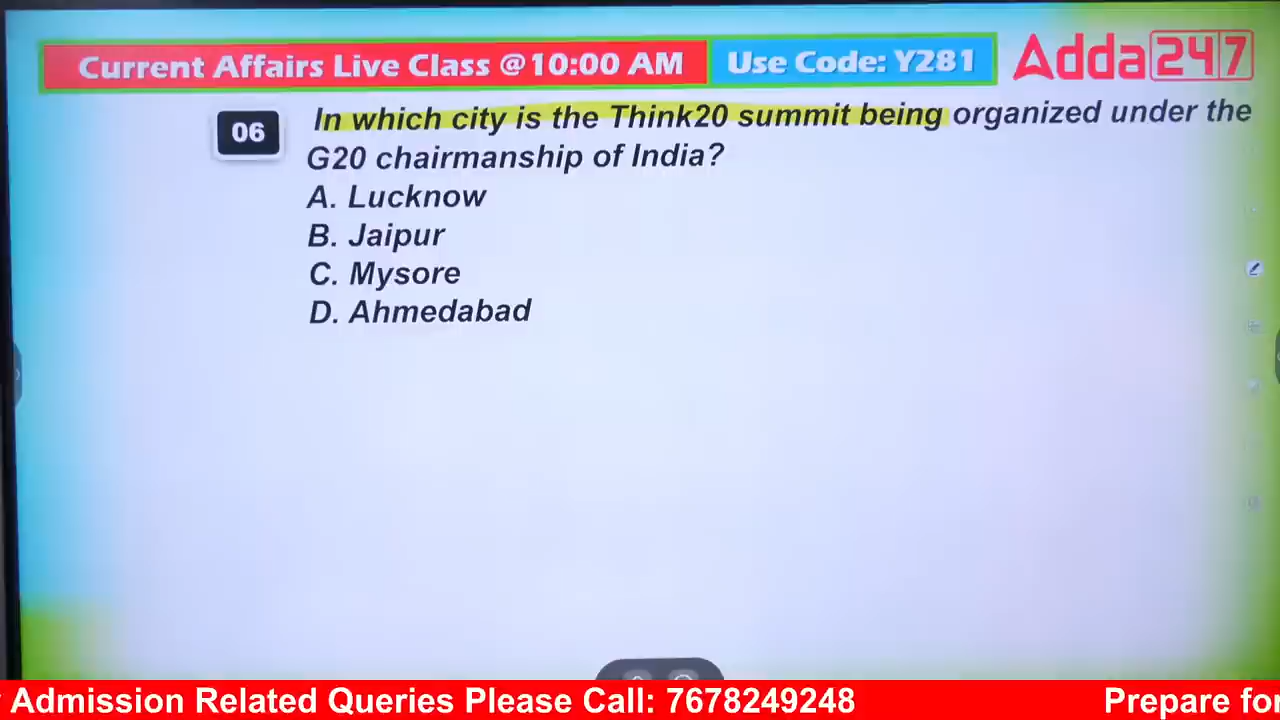 Current Affairs Live Class @10:00 AM
Use Code: Y281
Adda247
06
In which city is the Think20 summit being organized under the
G20 chairmanship of India?
A. Lucknow
B. Jaipur
C. Mysore
D. Ahmedabad
Admission Related Queries Please Call: 7678249248
Prepare for